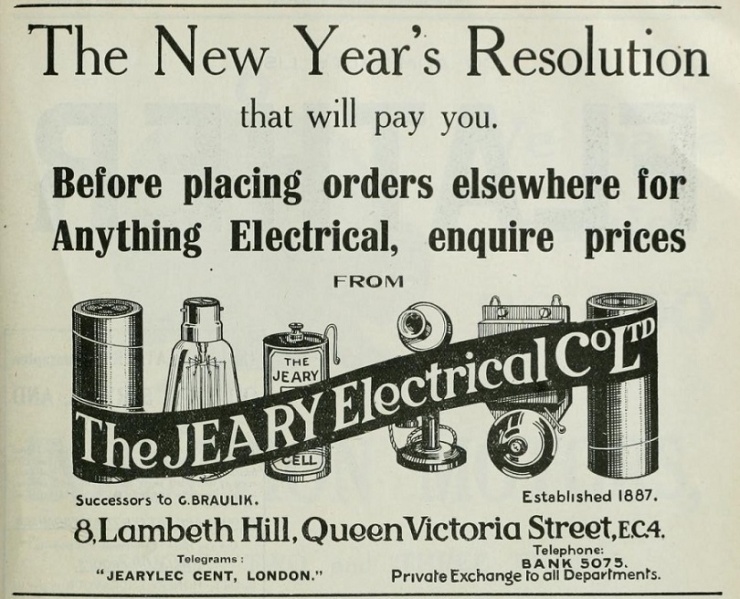 The New Year's Resolution
that will pay you.
Before placing orders elsewhere for
Anything Electrical, enquire prices
FROM
THE
JEARY
CELL
The JEARY Electrical Co LTD
Successors to G. BRAULIK.
Established 1887.
8, Lambeth Hill, Queen Victoria Street, E.C.4.
Telegrams:
"JEARYLEC CENT, LONDON."
Telephone:
BANK 5075.
Private Exchange to all Departments.